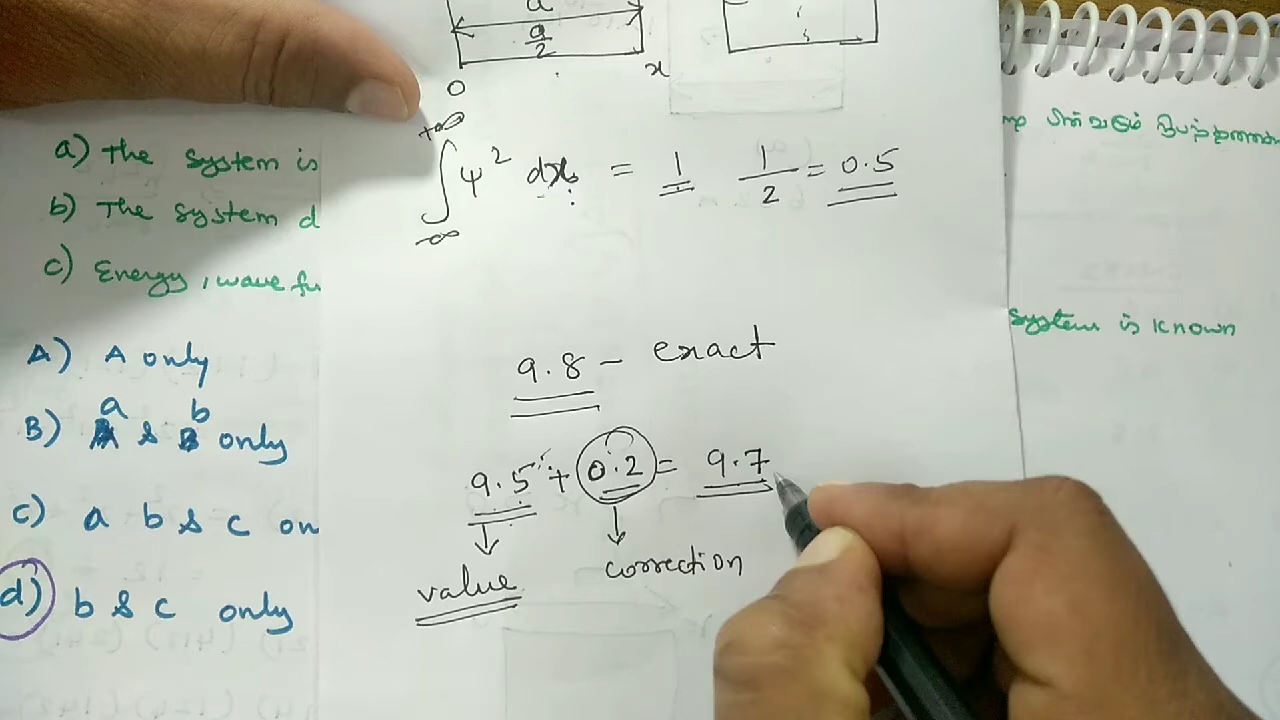 a
a/2
0 x
a) The System is
b) The System d
c) Energy, wave fu
+∞
∫ ψ² dx = 1 1/2 = 0.5
-∞
பின்வரும்
System is known
9.8 - exact
9.5 + 0.2 = 9.7
value correction
A) A only
a b
B) & only
C) a b & c on
d) b & c only